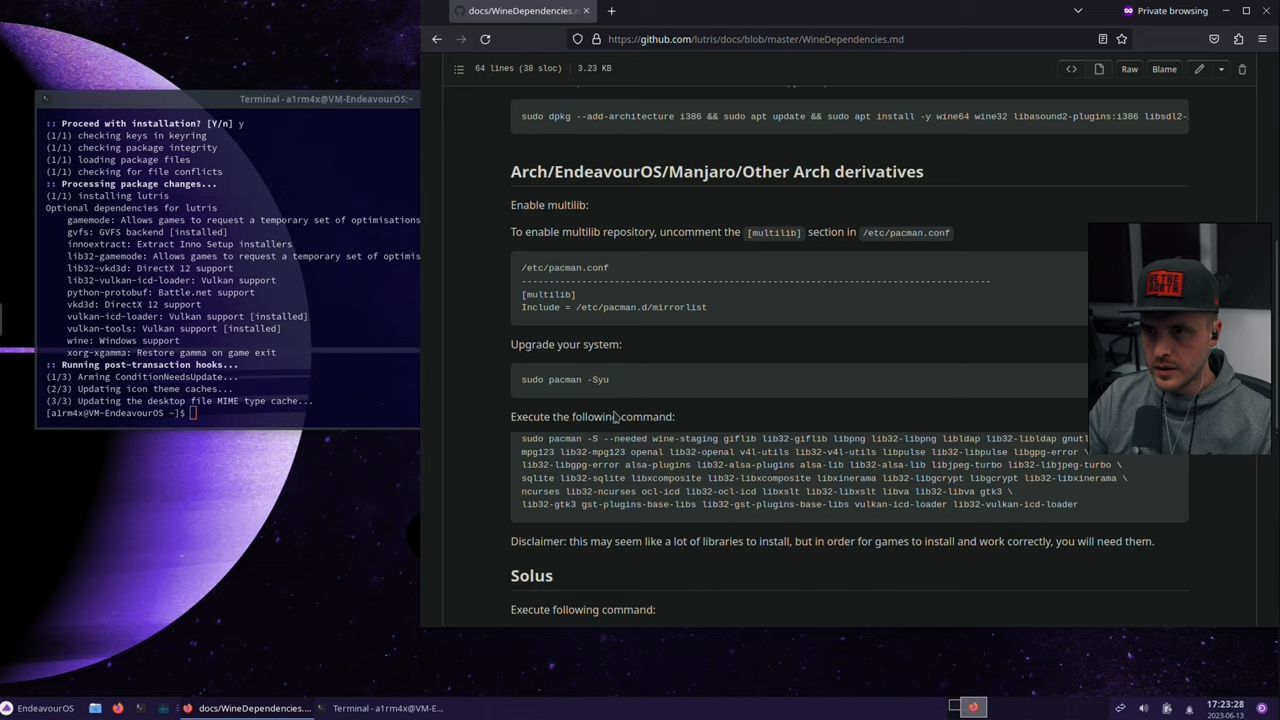 docs/WineDependencies.m
Private browsing
https://github.com/lutris/docs/blob/master/WineDependencies.md
64 lines (38 sloc)
3.23 KB
Raw
Blame
Terminal - a1rm4x@VM-EndeavourOS:~
:: Proceed with installation? [Y/n] y
(1/1) checking keys in keyring
(1/1) checking package integrity
(1/1) loading package files
(1/1) checking for file conflicts
:: Processing package changes...
(1/1) installing lutris
Optional dependencies for lutris
gamemode: Allows games to request a temporary set of optimisations
gvfs: GVFS backend [installed]
innoextract: Extract Inno Setup installers
lib32-gamemode: Allows games to request a temporary set of optimis
lib32-vkd3d: DirectX 12 support
lib32-vulkan-icd-loader: Vulkan support
python-protobuf: Battle.net support
vkd3d: DirectX 12 support
vulkan-icd-loader: Vulkan support [installed]
vulkan-tools: Vulkan support [installed]
wine: Windows support
xorg-xgamma: Restore gamma on game exit
:: Running post-transaction hooks...
(1/3) Arming ConditionNeedsUpdate...
(2/3) Updating icon theme caches...
(3/3) Updating the desktop file MIME type cache...
[a1rm4x@VM-EndeavourOS ~]$
sudo dpkg --add-architecture i386 && sudo apt update && sudo apt install -y wine64 wine32 libasound2-plugins:i386 libsdl2-
Arch/EndeavourOS/Manjaro/Other Arch derivatives
Enable multilib:
To enable multilib repository, uncomment the [multilib] section in /etc/pacman.conf
/etc/pacman.conf
--------------------------------------------------------------------------------------
[multilib]
Include = /etc/pacman.d/mirrorlist
Upgrade your system:
sudo pacman -Syu
Execute the following command:
sudo pacman -S --needed wine-staging giflib lib32-giflib libpng lib32-libpng libldap lib32-libldap gnutl
mpg123 lib32-mpg123 openal lib32-openal v4l-utils lib32-v4l-utils libpulse lib32-libpulse libgpg-error \
lib32-libgpg-error alsa-plugins lib32-alsa-plugins alsa-lib lib32-alsa-lib libjpeg-turbo lib32-libjpeg-turbo \
sqlite lib32-sqlite libxcomposite lib32-libxcomposite libxinerama lib32-libgcrypt libgcrypt lib32-libxinerama \
ncurses lib32-ncurses ocl-icd lib32-ocl-icd libxslt lib32-libxslt libva lib32-libva gtk3 \
lib32-gtk3 gst-plugins-base-libs lib32-gst-plugins-base-libs vulkan-icd-loader lib32-vulkan-icd-loader
Disclaimer: this may seem like a lot of libraries to install, but in order for games to install and work correctly, you will need them.
Solus
Execute following command:
EndeavourOS
docs/WineDependencies....
Terminal - a1rm4x@VM-E...
17:23:28
2023-06-13